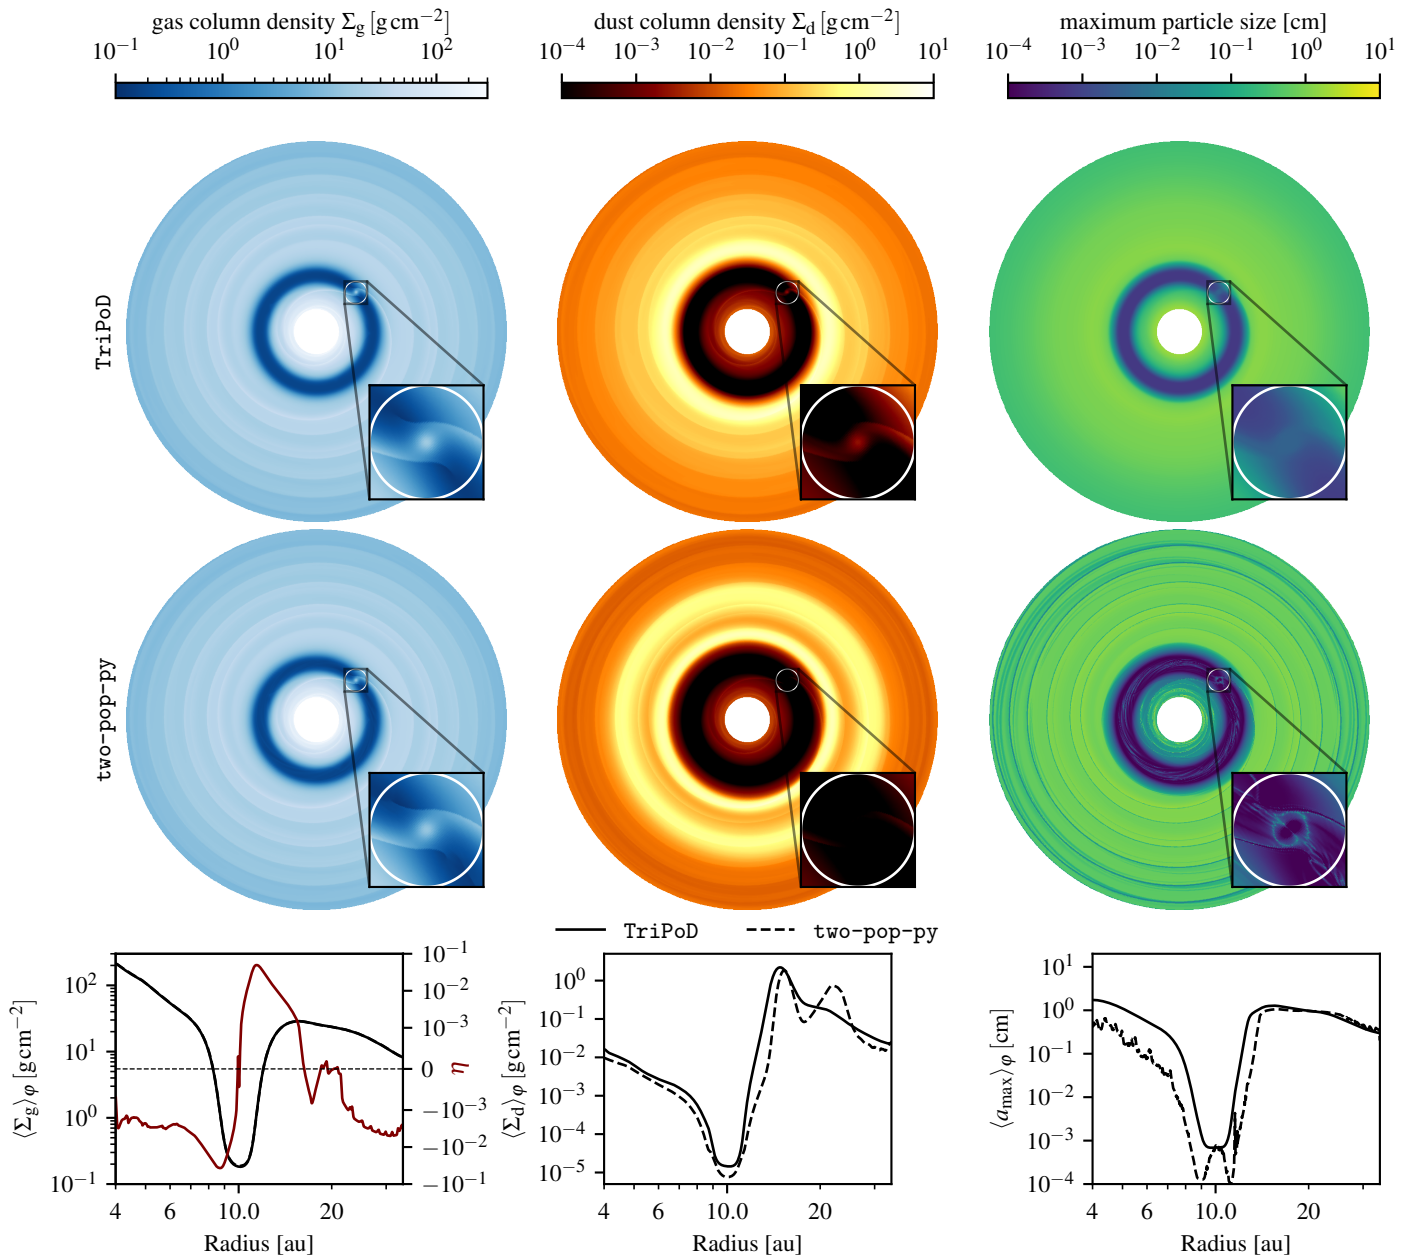 gas column density Σg [g cm−2]
10−1 100 101 102
dust column density Σd [g cm−2]
10−4 10−3 10−2 10−1 100 101
maximum particle size [cm]
10−4 10−3 10−2 10−1 100 101
TriPoD
two-pop-py
TriPoD two-pop-py
⟨Σg⟩φ [g cm−2]
102
101
100
10−1
10−1
10−2
10−3
0
−10−3
−10−2
−10−1
η
4 6 10.0 20
Radius [au]
⟨Σd⟩φ [g cm−2]
100
10−1
10−2
10−3
10−4
10−5
4 6 10.0 20
Radius [au]
⟨amax⟩φ [cm]
101
100
10−1
10−2
10−3
10−4
4 6 10.0 20
Radius [au]